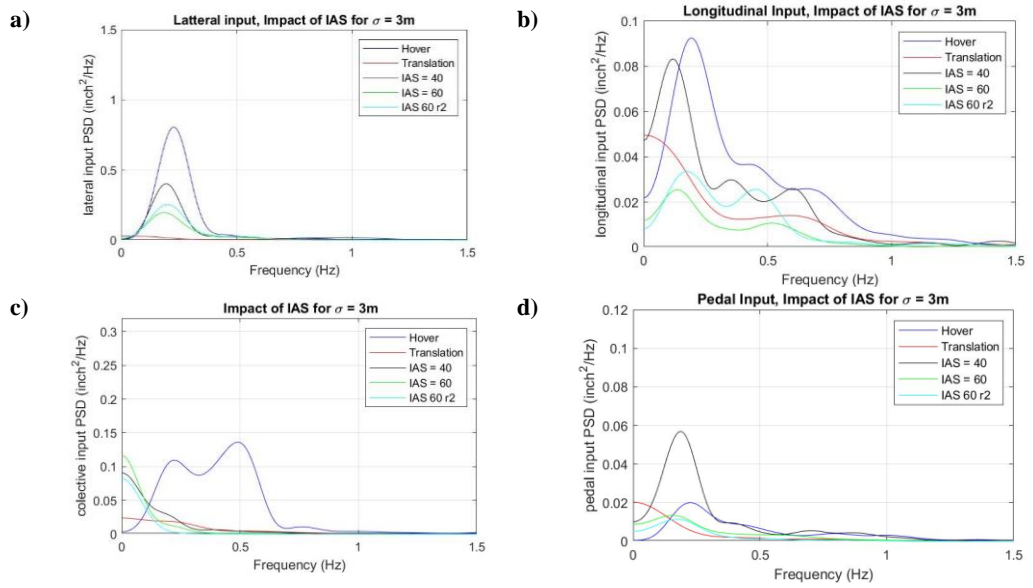 a)
Latteral input, Impact of IAS for σ = 3m
1.5
1
0.5
0
0
0.5
1
1.5
lateral input PSD (inch²/Hz)
Frequency (Hz)
Hover
Translation
IAS = 40
IAS = 60
IAS 60 r2
b)
Longitudinal Input, Impact of IAS for σ = 3m
0.1
0.08
0.06
0.04
0.02
0
0
0.5
1
1.5
longitudinal input PSD (inch²/Hz)
Frequency (Hz)
Hover
Translation
IAS = 40
IAS = 60
IAS 60 r2
c)
Impact of IAS for σ = 3m
0.3
0.25
0.2
0.15
0.1
0.05
0
0
0.5
1
1.5
colective input PSD (inch²/Hz)
Frequency (Hz)
Hover
Translation
IAS = 40
IAS = 60
IAS 60 r2
d)
Pedal Input, Impact of IAS for σ = 3m
0.12
0.1
0.08
0.06
0.04
0.02
0
0
0.5
1
1.5
pedal input PSD (inch²/Hz)
Frequency (Hz)
Hover
Translation
IAS = 40
IAS = 60
IAS 60 r2